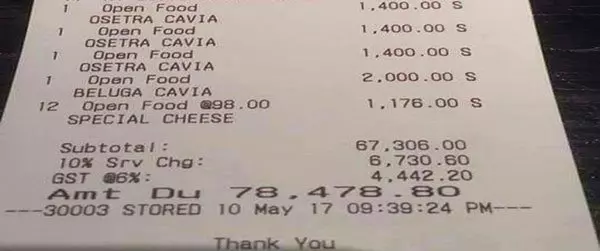 1 Open Food 1,400.00 S
OSETRA CAVIA
1 Open Food 1,400.00 S
OSETRA CAVIA
1 Open Food 1,400.00 S
OSETRA CAVIA
1 Open Food 2,000.00 S
BELUGA CAVIA
12 Open Food @98.00 1,176.00 S
SPECIAL CHEESE
Subtotal: 67,306.00
10% Srv Chg: 6,730.60
GST @6%: 4,442.20
Amt Du 78,478.80
---30003 STORED 10 May 17 09:39:24 PM---
Thank You